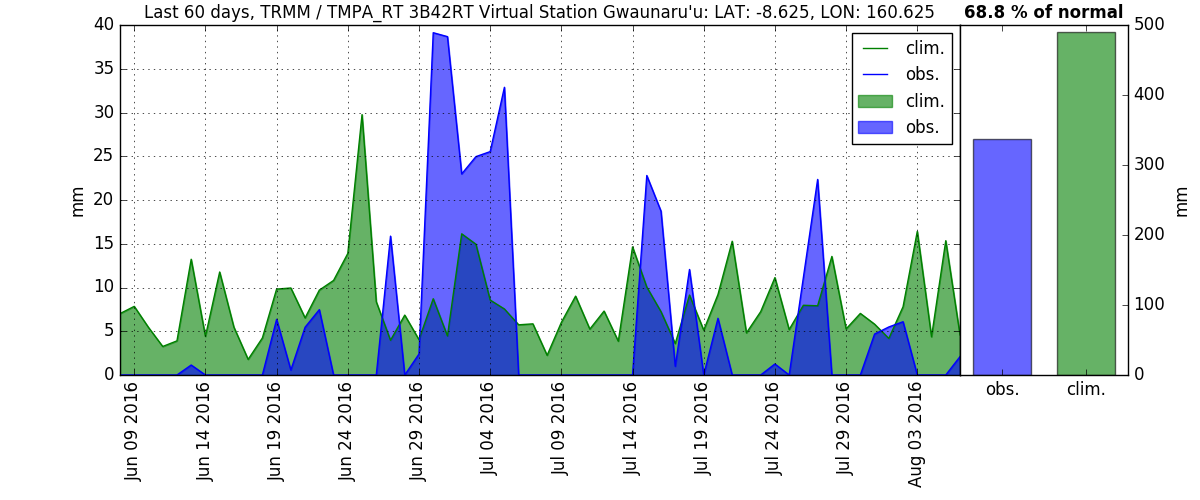 Last 60 days, TRMM / TMPA_RT 3B42RT Virtual Station Gwaunaru'u: LAT: -8.625, LON: 160.625
68.8 % of normal
40
35
30
25
20
15
10
5
0
mm
clim.
obs.
clim.
obs.
500
400
300
200
100
0
mm
obs.
clim.
Jun 09 2016
Jun 14 2016
Jun 19 2016
Jun 24 2016
Jun 29 2016
Jul 04 2016
Jul 09 2016
Jul 14 2016
Jul 19 2016
Jul 24 2016
Jul 29 2016
Aug 03 2016